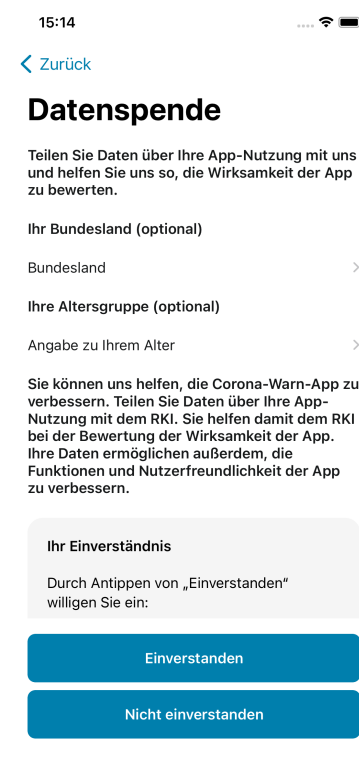 15:14
Zurück
Datenspende
Teilen Sie Daten über Ihre App-Nutzung mit uns
und helfen Sie uns so, die Wirksamkeit der App
zu bewerten.
Ihr Bundesland (optional)
Bundesland
Ihre Altersgruppe (optional)
Angabe zu Ihrem Alter
Sie können uns helfen, die Corona-Warn-App zu
verbessern. Teilen Sie Daten über Ihre App-
Nutzung mit dem RKI. Sie helfen damit dem RKI
bei der Bewertung der Wirksamkeit der App.
Ihre Daten ermöglichen außerdem, die
Funktionen und Nutzerfreundlichkeit der App
zu verbessern.
Ihr Einverständnis
Durch Antippen von „Einverstanden“
willigen Sie ein:
Einverstanden
Nicht einverstanden